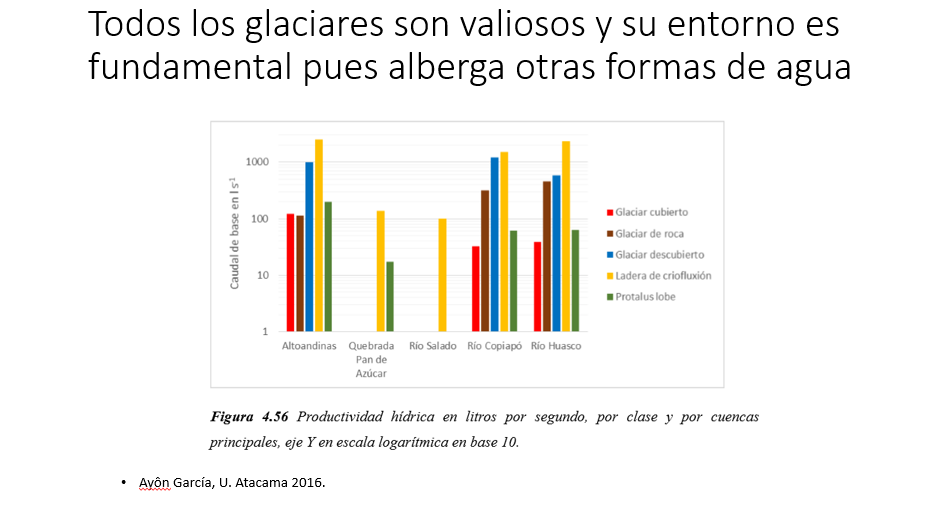 Todos los glaciares son valiosos y su entorno es
fundamental pues alberga otras formas de agua
Caudal de base en l s-1
1000
100
10
1
Altoandinas
Quebrada
Pan de
Azúcar
Río Salado
Río Copiapó
Río Huasco
Glaciar cubierto
Glaciar de roca
Glaciar descubierto
Ladera de criofluxión
Protalus lobe
Figura 4.56 Productividad hídrica en litros por segundo, por clase y por cuencas
principales, eje Y en escala logarítmica en base 10.
• Ayôn García, U. Atacama 2016.